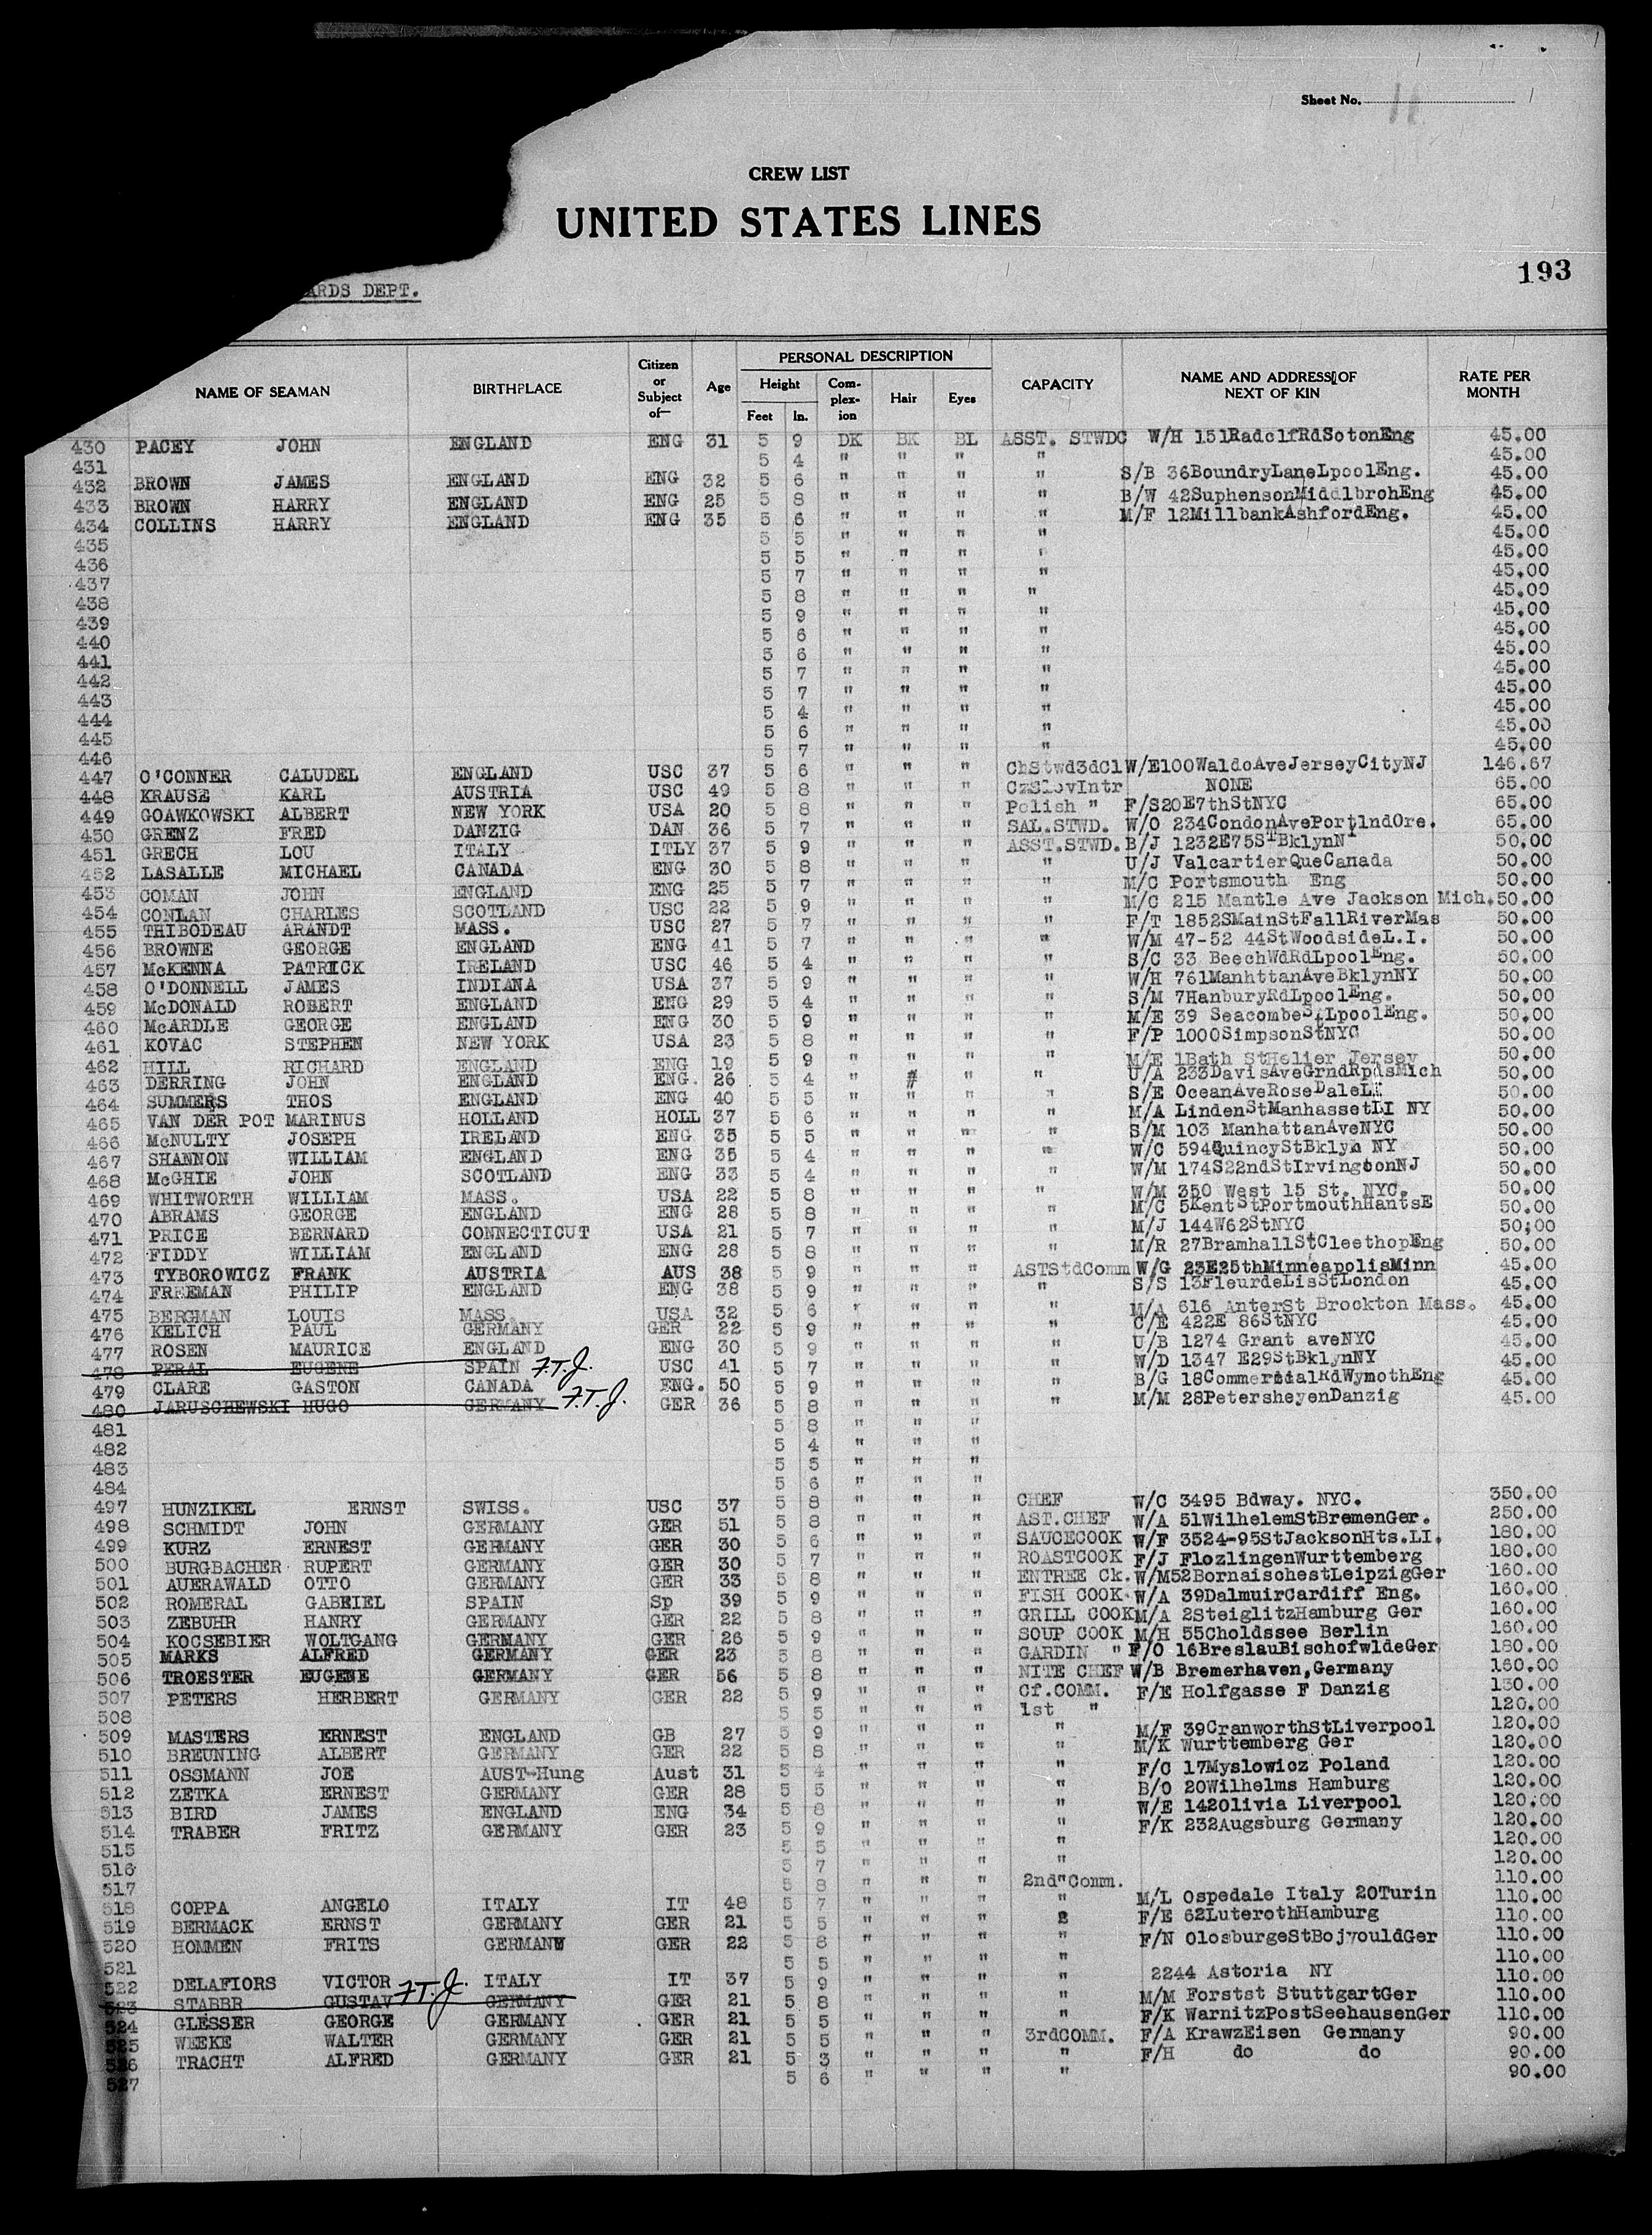 Sheet No.
CREW LIST
UNITED STATES LINES
193
ARDS DEPT.
NAME OF SEAMAN BIRTHPLACE Citizen or Subject of— Age PERSONAL DESCRIPTION Height Feet In. Com-plex-ion Hair Eyes CAPACITY NAME AND ADDRESS OF NEXT OF KIN RATE PER MONTH
430 PACEY JOHN ENGLAND ENG 31 5 9 DK BK BL ASST. STWDC W/H 151RadclfRdSotonEng 45.00
431 5 4 " " " " 45.00
432 BROWN JAMES ENGLAND ENG 32 5 6 " " " " S/B 36BoundryLaneLpoolEng. 45.00
433 BROWN HARRY ENGLAND ENG 25 5 8 " " " " B/W 42SuphensonMiddlbrohEng 45.00
434 COLLINS HARRY ENGLAND ENG 35 5 6 " " " " M/F 12MillbankAshfordEng. 45.00
435 5 5 " " " " 45.00
436 5 5 " " " " 45.00
437 5 7 " " " " 45.00
438 5 8 " " " " 45.00
439 5 9 " " " " 45.00
440 5 6 " " " " 45.00
441 5 6 " " " " 45.00
442 5 7 " " " " 45.00
443 5 7 " " " " 45.00
444 5 4 " " " " 45.00
445 5 6 " " " " 45.00
446 5 7 " " " " 45.00
447 O'CONNER CALUDEL ENGLAND USC 37 5 6 " " " ChStwd3dCl W/E100WaldoAveJerseyCityNJ 146.67
448 KRAUSE KARL AUSTRIA USC 49 5 8 " " " CzSlovIntr NONE 65.00
449 GOAWKOWSKI ALBERT NEW YORK USA 20 5 8 " " " Polish " F/S20E7thStNYC 65.00
450 GRENZ FRED DANZIG DAN 36 5 7 " " " SAL.STWD. W/O 234CondonAvePortlndOre. 65.00
451 GRECH LOU ITALY ITLY 37 5 9 " " " ASST.STWD. B/J 1232E75STBklynN 50.00
452 LASALLE MICHAEL CANADA ENG 30 5 8 " " " " U/J ValcartierQueCanada 50.00
453 COMAN JOHN ENGLAND ENG 25 5 7 " " " " M/C Portsmouth Eng 50.00
454 CONLAN CHARLES SCOTLAND USC 22 5 9 " " " " M/C 215 Mantle Ave Jackson Mich. 50.00
455 THIBODEAU ARANDT MASS. USC 27 5 7 " " " " F/T 1852SMainStFallRiverMas 50.00
456 BROWNE GEORGE ENGLAND ENG 41 5 7 " " " " W/M 47-52 44StWoodsideL.I. 50.00
457 McKENNA PATRICK IRELAND USC 46 5 4 " " " " S/C 33 BeechWdRdLpoolEng. 50.00
458 O'DONNELL JAMES INDIANA USA 37 5 9 " " " " W/H 761ManhttanAveBklynNY 50.00
459 McDONALD ROBERT ENGLAND ENG 29 5 4 " " " " S/M 7HanburyRdLpoolEng. 50.00
460 McARDLE GEORGE ENGLAND ENG 30 5 9 " " " " M/E 39 SeacombeStLpoolEng. 50.00
461 KOVAC STEPHEN NEW YORK USA 23 5 8 " " " " F/P 1000SimpsonStNYC 50.00
462 HILL RICHARD ENGLAND ENG 19 5 9 " " " " M/E 1Bath StHelier Jersey 50.00
463 DERRING JOHN ENGLAND ENG. 26 5 4 " # " " U/A 233DavisAveGrndRpdsMich 50.00
464 SUMMERS THOS ENGLAND ENG 40 5 5 " " " " S/E OceanAveRoseDaleLI 50.00
465 VAN DER POT MARINUS HOLLAND HOLL 37 5 6 " " " " M/A LindenStManhassetLI NY 50.00
466 McNULTY JOSEPH IRELAND ENG 35 5 5 " " " " S/M 103 ManhattanAveNYC 50.00
467 SHANNON WILLIAM ENGLAND ENG 35 5 4 " " " " W/C 594QuincyStBklyn NY 50.00
468 McGHIE JOHN SCOTLAND ENG 33 5 4 " " " " W/M 174S22ndStIrvingtonNJ 50.00
469 WHITWORTH WILLIAM MASS. USA 22 5 8 " " " " W/M 350 West 15 St. NYC. 50.00
470 ABRAMS GEORGE ENGLAND ENG 28 5 8 " " " " M/C 5KentStPortmouthHantsE 50.00
471 PRICE BERNARD CONNECTICUT USA 21 5 7 " " " " M/J 144W62StNYC 50;00
472 FIDDY WILLIAM ENGLAND ENG 28 5 8 " " " " M/R 27BramhallStCleethopEng 50.00
473 TYBOROWICZ FRANK AUSTRIA AUS 38 5 9 " " " ASTStdComm W/G 23E25thMinneapolisMinn 45.00
474 FREEMAN PHILIP ENGLAND ENG 38 5 9 " " " " S/S 13FleurdeLisStLondon 45.00
475 BERGMAN LOUIS MASS. USA 32 5 6 " " " " M/A 616 AnterSt Brockton Mass. 45.00
476 KELICH PAUL GERMANY GER 22 5 9 " " " " C/E 422E 86StNYC 45.00
477 ROSEN MAURICE ENGLAND ENG 30 5 9 " " " " U/B 1274 Grant aveNYC 45.00
478 PERAL EUGENE SPAIN F.T.J. USC 41 5 7 " " " " W/D 1347 E29StBklynNY 45.00
479 CLARE GASTON CANADA ENG. 50 5 9 " " " " B/G 18CommercialRdWymothEng 45.00
480 JARUSCHEWSKI HUGO GERMANY F.T.J. GER 36 5 8 " " " " M/M 28PetersheyenDanzig 45.00
481 5 8 " " "
482 5 4 " " "
483 5 5 " " "
484 5 6 " " "
497 HUNZIKEL ERNST SWISS. USC 37 5 8 " " " CHEF W/C 3495 Bdway. NYC. 350.00
498 SCHMIDT JOHN GERMANY GER 51 5 8 " " " AST.CHEF W/A 51WilhelemStBremenGer. 250.00
499 KURZ ERNEST GERMANY GER 30 5 6 " " " SAUCECOOK W/F 3524-95StJacksonHts.LI. 180.00
500 BURGBACHER RUPERT GERMANY GER 30 5 7 " " " ROASTCOOK F/J FlozlingenWurttemberg 180.00
501 AUERAWALD OTTO GERMANY GER 33 5 8 " " " ENTREE Ck. W/M52BornaischestLeipzigGer 160.00
502 ROMERAL GABRIEL SPAIN Sp 39 5 9 " " " FISH COOK W/A 39DalmuirCardiff Eng. 160.00
503 ZEBUHR HANRY GERMANY GER 22 5 8 " " " GRILL COOK M/A 2SteiglitzHamburg Ger 160.00
504 KOCSEBIER WOLTGANG GERMANY GER 26 5 9 " " " SOUP COOK M/H 55Choldssee Berlin 160.00
505 MARKS ALFRED GERMANY GER 23 5 8 " " " GARDIN " F/O 16BreslauBischofwldeGer 180.00
506 TROESTER EUGENE GERMANY GER 56 5 8 " " " NITE CHEF W/B Bremerhaven,Germany 160.00
507 PETERS HERBERT GERMANY GER 22 5 9 " " " Cf.COMM. F/E Holfgasse F Danzig 130.00
508 5 5 " " " 1st " 120.00
509 MASTERS ERNEST ENGLAND GB 27 5 9 " " " " M/F 39CranworthStLiverpool 120.00
510 BREUNING ALBERT GERMANY GER 22 5 8 " " " " M/K Wurttemberg Ger 120.00
511 OSSMANN JOE AUST-Hung Aust 31 5 4 " " " " F/C 17Myslowicz Poland 120.00
512 ZETKA ERNEST GERMANY GER 28 5 5 " " " " B/O 20Wilhelms Hamburg 120.00
513 BIRD JAMES ENGLAND ENG 34 5 8 " " " " W/E 142Olivia Liverpool 120.00
514 TRABER FRITZ GERMANY GER 23 5 9 " " " " F/K 232Augsburg Germany 120.00
515 5 5 " " " " 120.00
516 5 7 " " " " 120.00
517 5 8 " " " 2nd"Comm. 110.00
518 COPPA ANGELO ITALY IT 48 5 7 " " " " M/L Ospedale Italy 20Turin 110.00
519 BERMACK ERNST GERMANY GER 21 5 5 " " " F/E 62LuterothHamburg 110.00
520 HOMMEN FRITS GERMANY GER 22 5 8 " " " " F/N OlosburgeStBojvouldGer 110.00
521 5 5 " " " " 110.00
522 DELAFIORS VICTOR ITALY IT 37 5 9 " " " " 2244 Astoria NY 110.00
523 STABBR GUSTAV F.T.J. GERMANY GER 21 5 8 " " " " M/M Forstst StuttgartGer 110.00
524 GLESSER GEORGE GERMANY GER 21 5 5 " " " " F/K WarnitzPostSeehausenGer 110.00
525 WEEKE WALTER GERMANY GER 21 5 5 " " " 3rdCOMM. F/A KrawzEisen Germany 90.00
526 TRACHT ALFRED GERMANY GER 21 5 3 " " " " F/H do do 90.00
527 5 6 " " " " 90.00